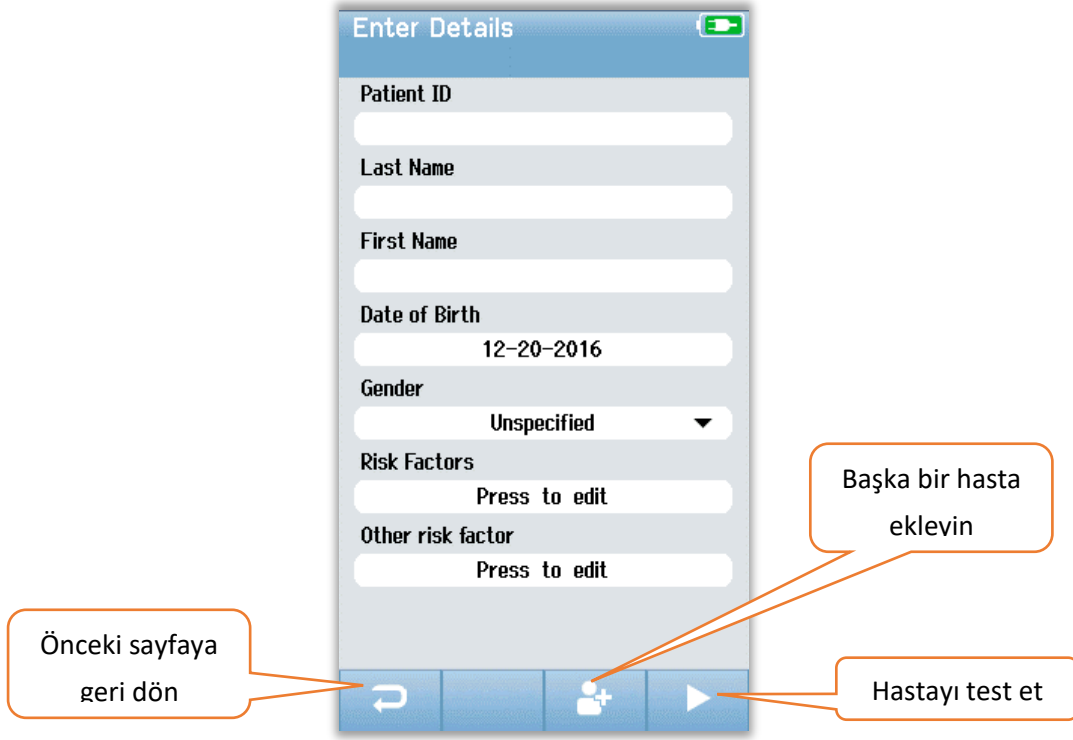 Enter Details
Patient ID
Last Name
First Name
Date of Birth
12-20-2016
Gender
Unspecified
Risk Factors
Press to edit
Other risk factor
Press to edit
Başka bir hasta
ekleyin
Önceki sayfaya
geri dön
Hastayı test et